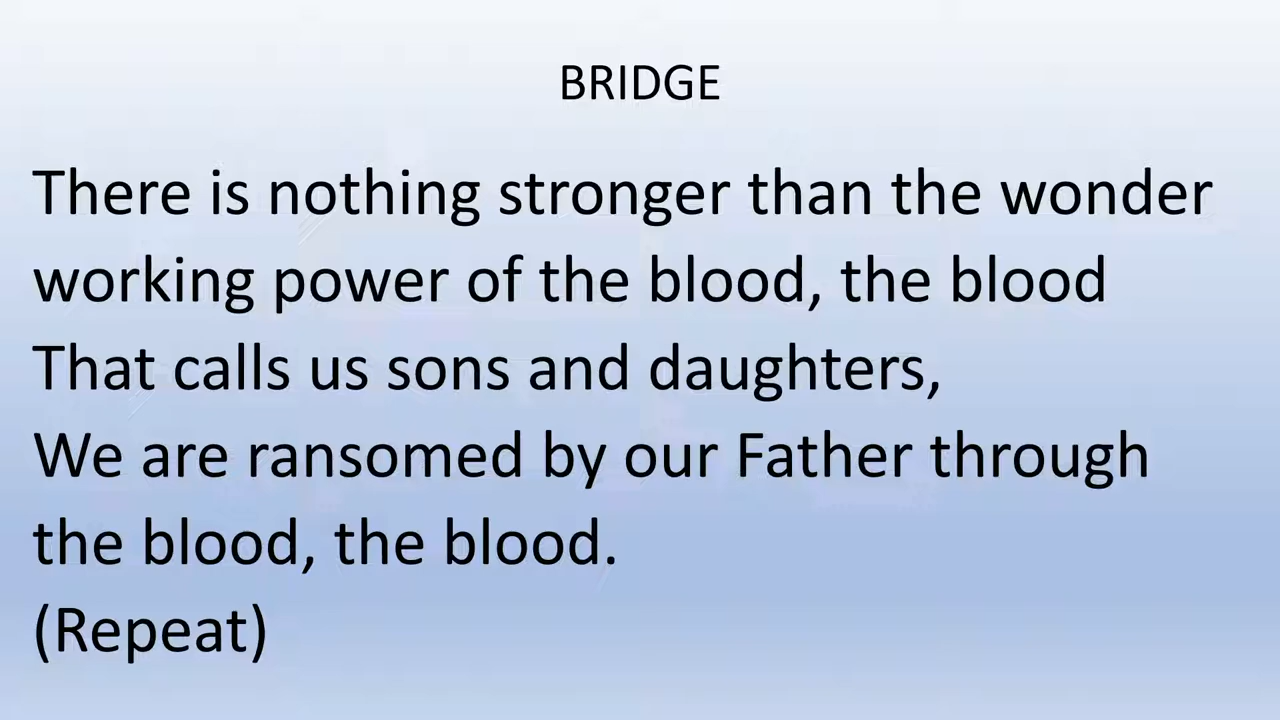 BRIDGE
There is nothing stronger than the wonder
working power of the blood, the blood
That calls us sons and daughters,
We are ransomed by our Father through
the blood, the blood.
(Repeat)